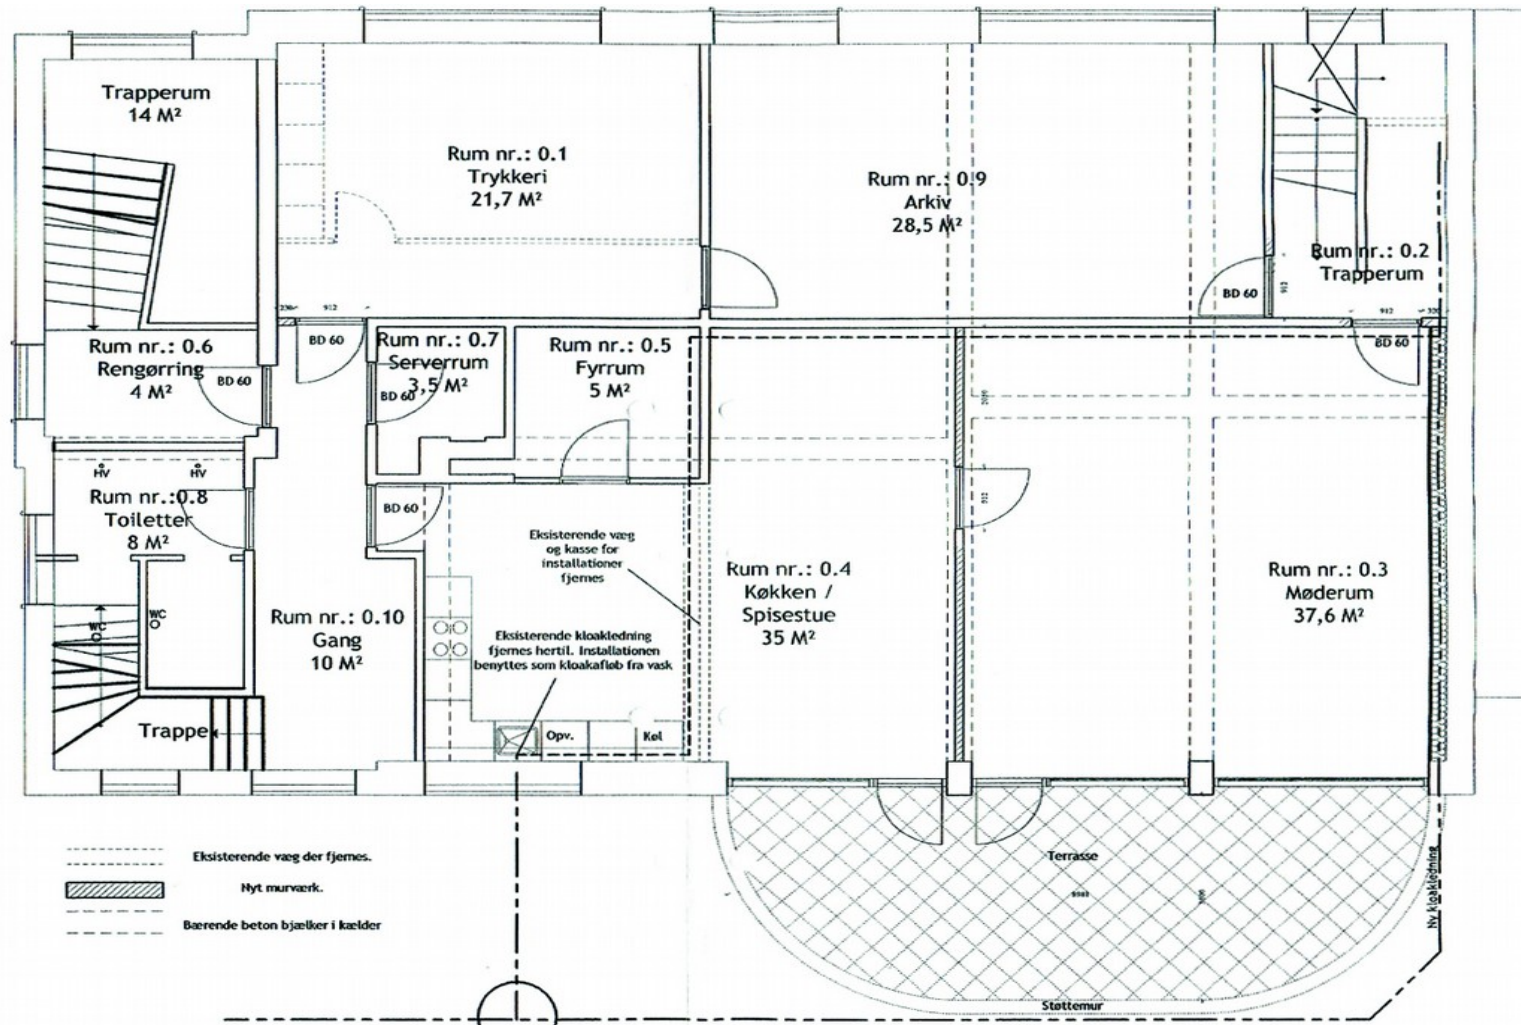 Trapperum
14 M²
Rum nr.: 0.1
Trykkeri
21,7 M²
Rum nr.: 0.9
Arkiv
28,5 M²
Rum nr.: 0.2
Trapperum
BD 60
912
230
912
912
320
BD 60
BD 60
Rum nr.: 0.6
Rengørring
4 M²
BD 60
Rum nr.: 0.7
Serverrum
3,5 M²
BD 60
Rum nr.: 0.5
Fyrrum
5 M²
HV
HV
Rum nr.:0.8
Toiletter
8 M²
BD 60
912
Eksisterende væg
og kasse for
installationer
fjernes
Rum nr.: 0.4
Køkken /
Spisestue
35 M²
Rum nr.: 0.3
Møderum
37,6 M²
WC
WC
Rum nr.: 0.10
Gang
10 M²
Eksisterende kloakledning
fjernes hertil. Installationen
benyttes som kloakafløb fra vask
Trappe
Opv.
Køl
Terrasse
Ny kloakledning
Støttemur
Eksisterende væg der fjernes.
Nyt murværk.
Bærende beton bjælker i kælder